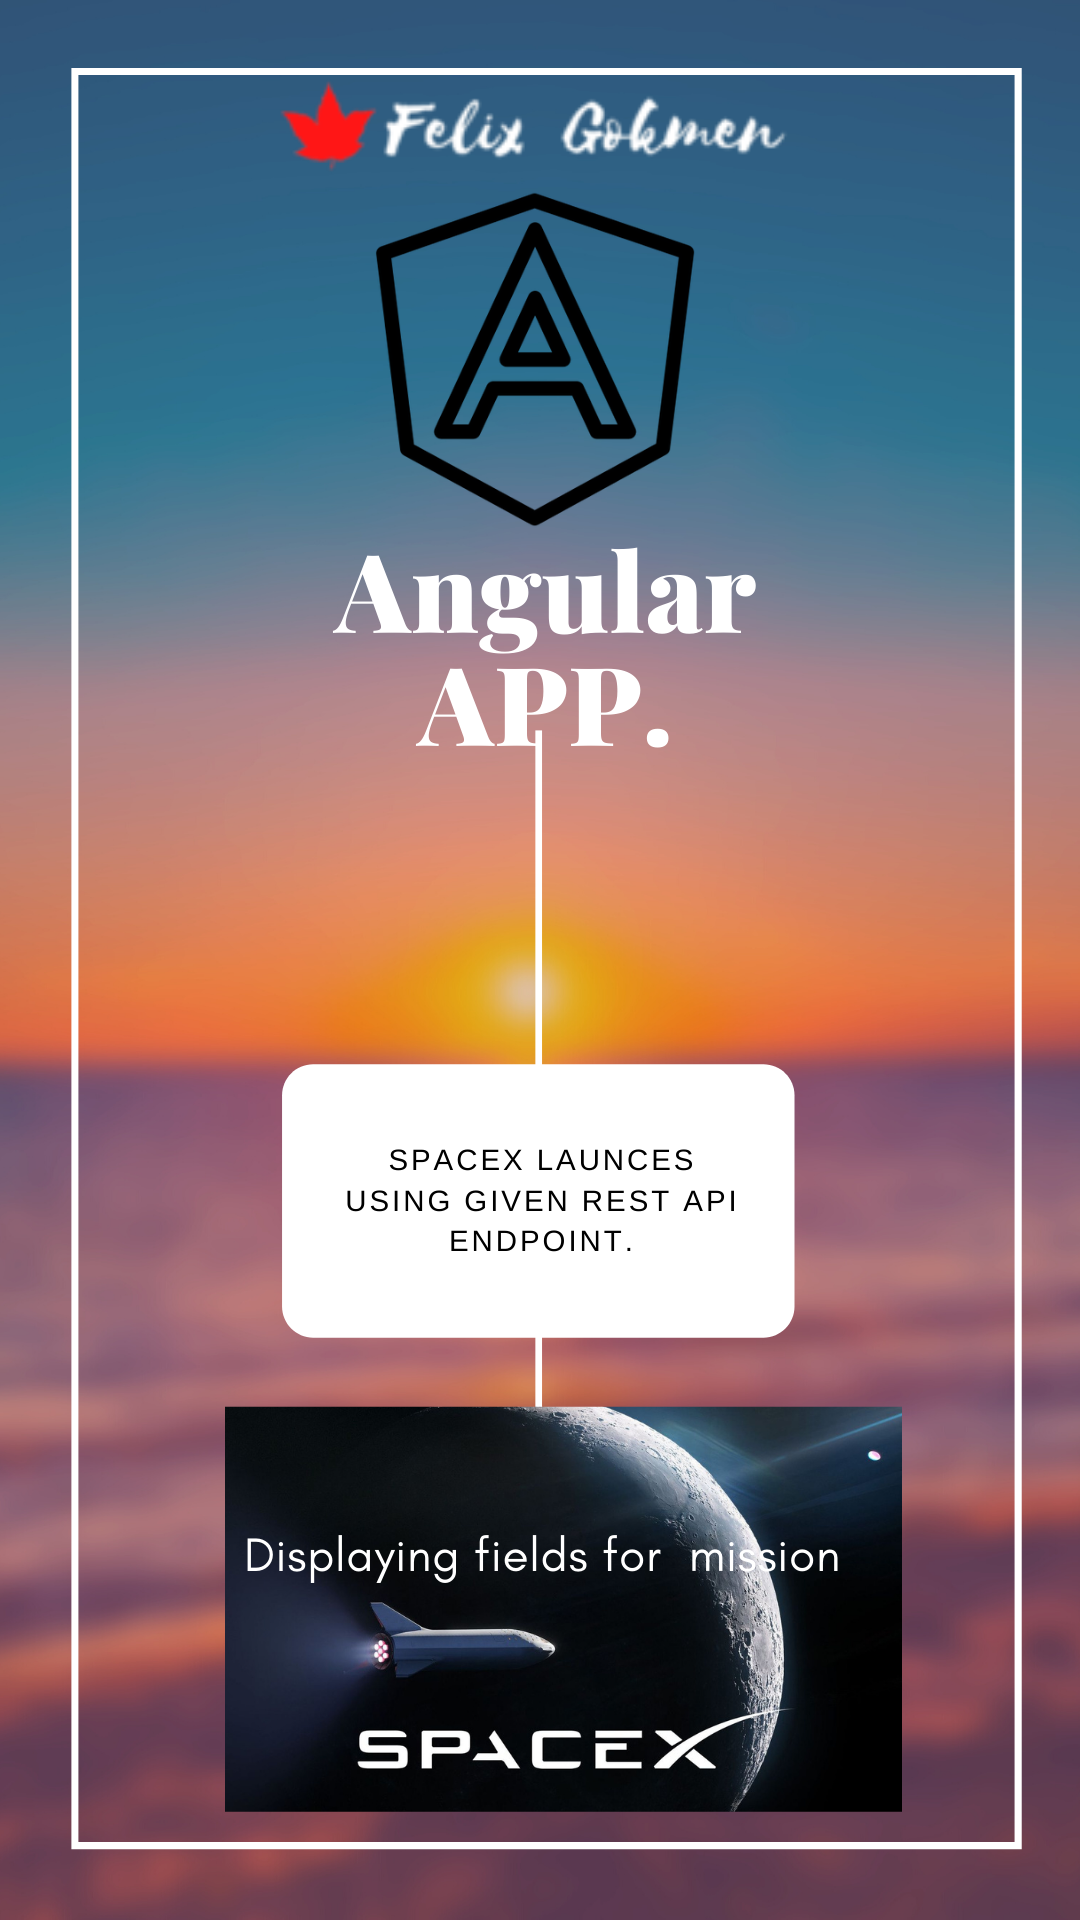 Felix Gokmen
A
Angular
APP.
SPACEX LAUNCES
USING GIVEN REST API
ENDPOINT.
Displaying fields for mission
SPACEX